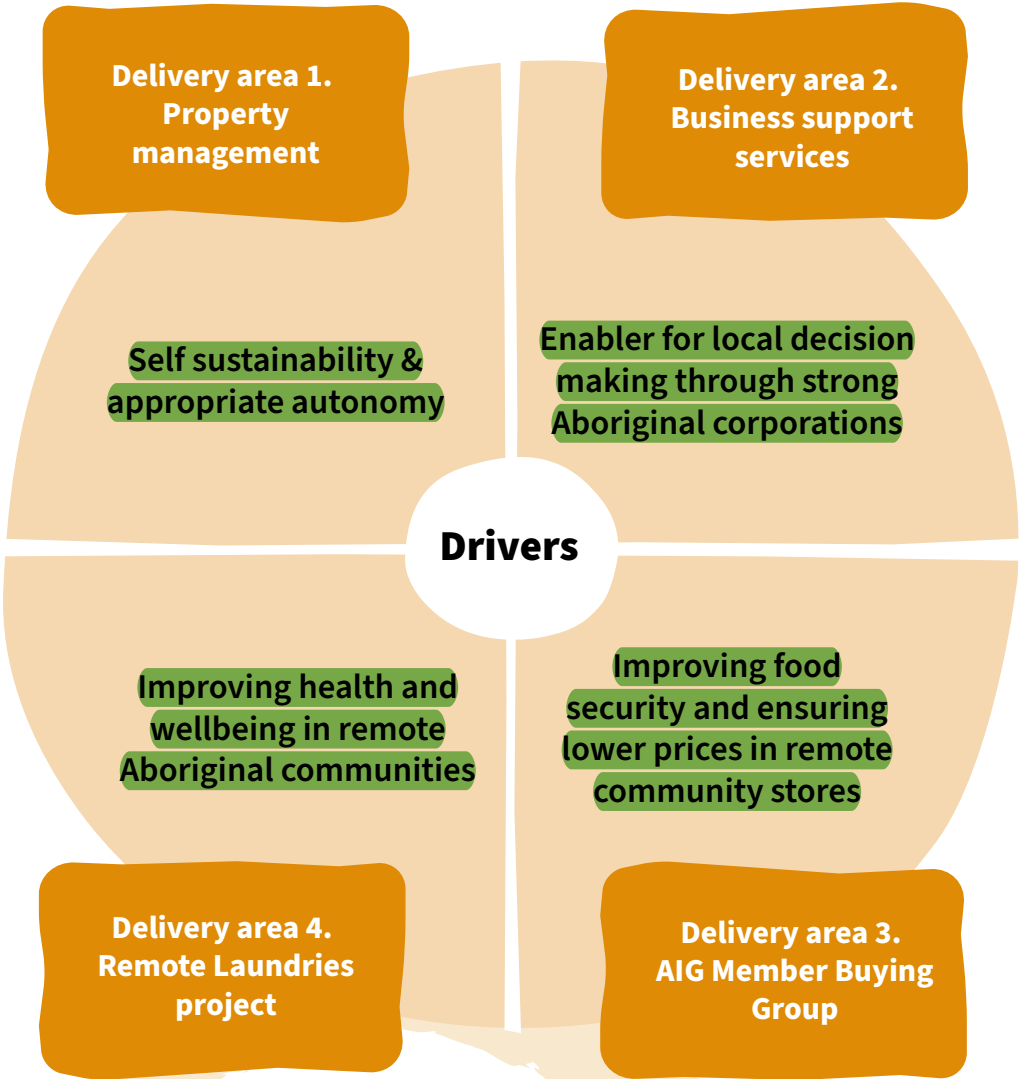 Delivery area 1.
Property
management
Delivery area 2.
Business support
services
Self sustainability &
appropriate autonomy
Enabler for local decision
making through strong
Aboriginal corporations
Drivers
Improving health and
wellbeing in remote
Aboriginal communities
Improving food
security and ensuring
lower prices in remote
community stores
Delivery area 4.
Remote Laundries
project
Delivery area 3.
AIG Member Buying
Group